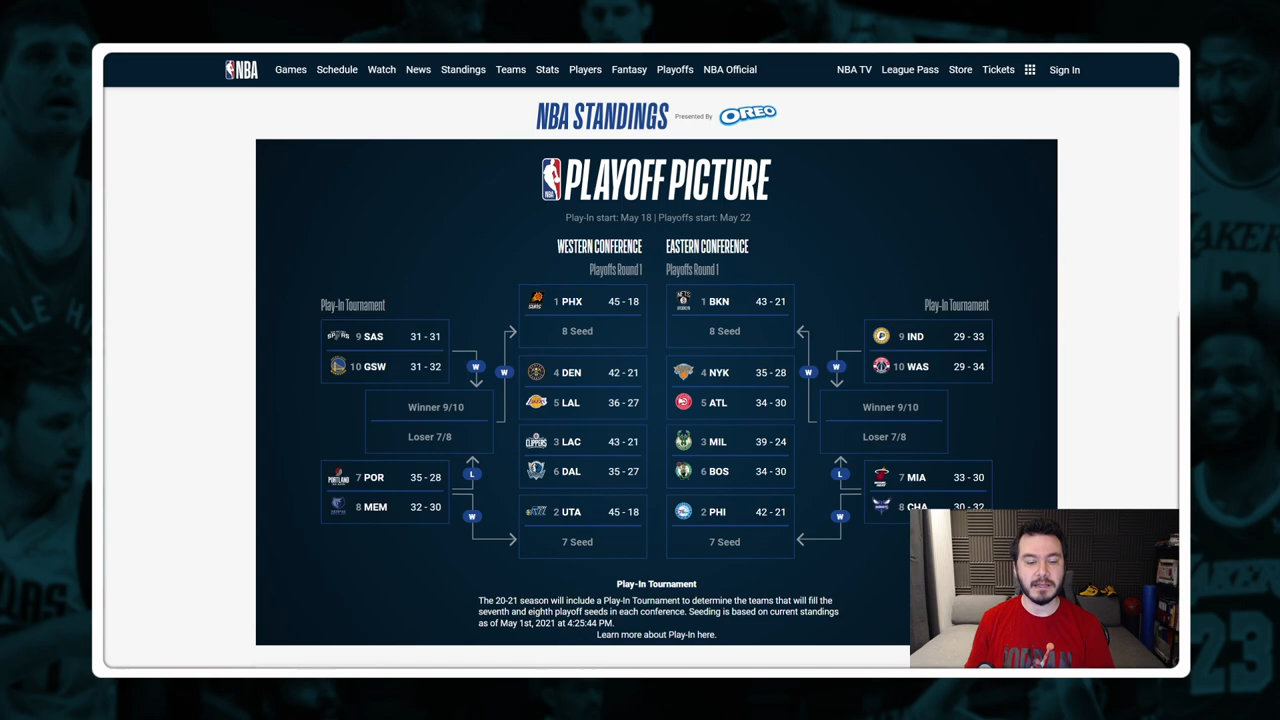 NBA Games Schedule Watch News Standings Teams Stats Players Fantasy Playoffs NBA Official NBA TV League Pass Store Tickets Sign In
NBA STANDINGS Presented By OREO
NBA PLAYOFF PICTURE
Play-In start: May 18 | Playoffs start: May 22
WESTERN CONFERENCE EASTERN CONFERENCE
Playoffs Round 1 Playoffs Round 1
Play-In Tournament
9 SAS 31 - 31
10 GSW 31 - 32
W
W
Winner 9/10
Loser 7/8
L
7 POR 35 - 28
8 MEM 32 - 30
W
1 PHX 45 - 18
8 Seed
4 DEN 42 - 21
5 LAL 36 - 27
3 LAC 43 - 21
6 DAL 35 - 27
2 UTA 45 - 18
7 Seed
1 BKN 43 - 21
8 Seed
4 NYK 35 - 28
5 ATL 34 - 30
3 MIL 39 - 24
6 BOS 34 - 30
2 PHI 42 - 21
7 Seed
Play-In Tournament
9 IND 29 - 33
10 WAS 29 - 34
W
W
Winner 9/10
Loser 7/8
L
7 MIA 33 - 30
8 CHA 30 - 32
W
Play-In Tournament
The 20-21 season will include a Play-In Tournament to determine the teams that will fill the
seventh and eighth playoff seeds in each conference. Seeding is based on current standings
as of May 1st, 2021 at 4:25:44 PM.
Learn more about Play-In here.
JORDAN
23